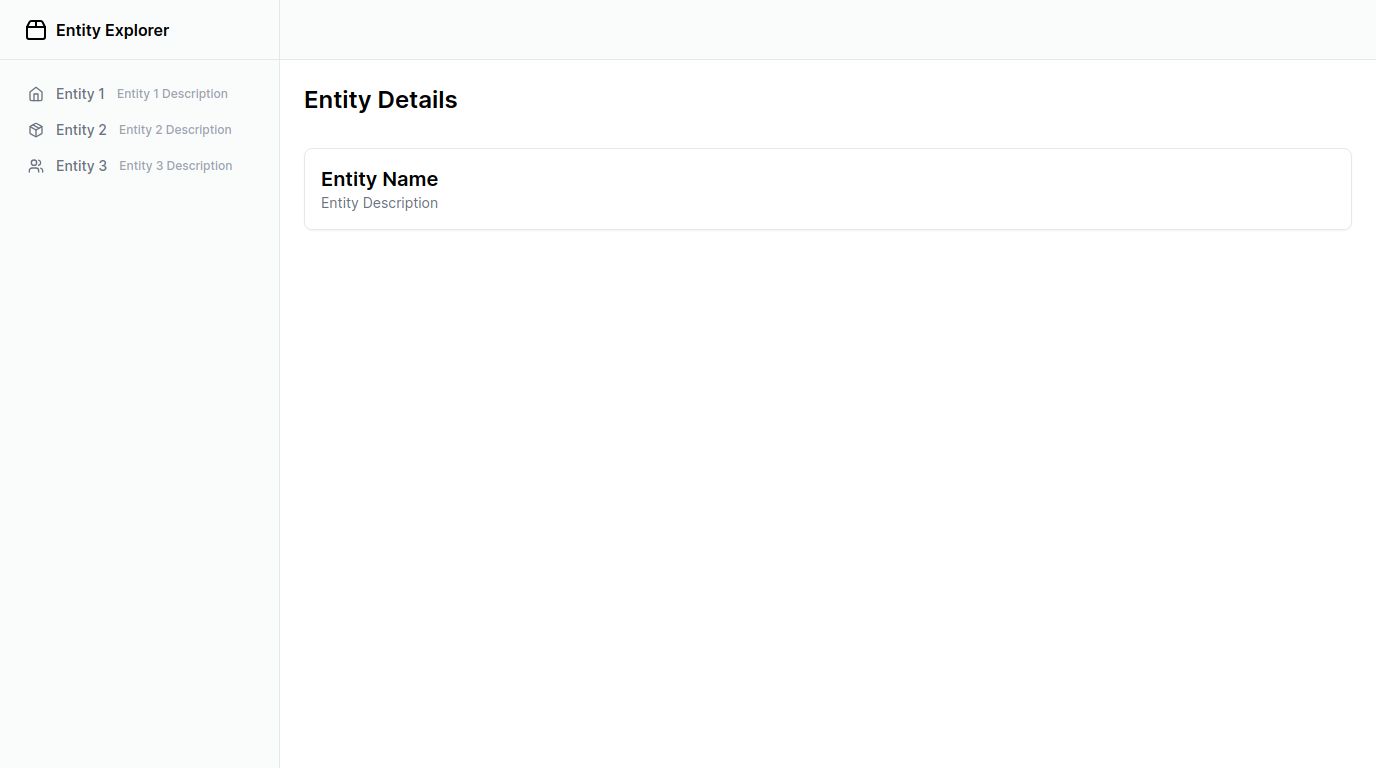 Entity Explorer
Entity 1 Entity 1 Description
Entity 2 Entity 2 Description
Entity 3 Entity 3 Description
Entity Details
Entity Name
Entity Description